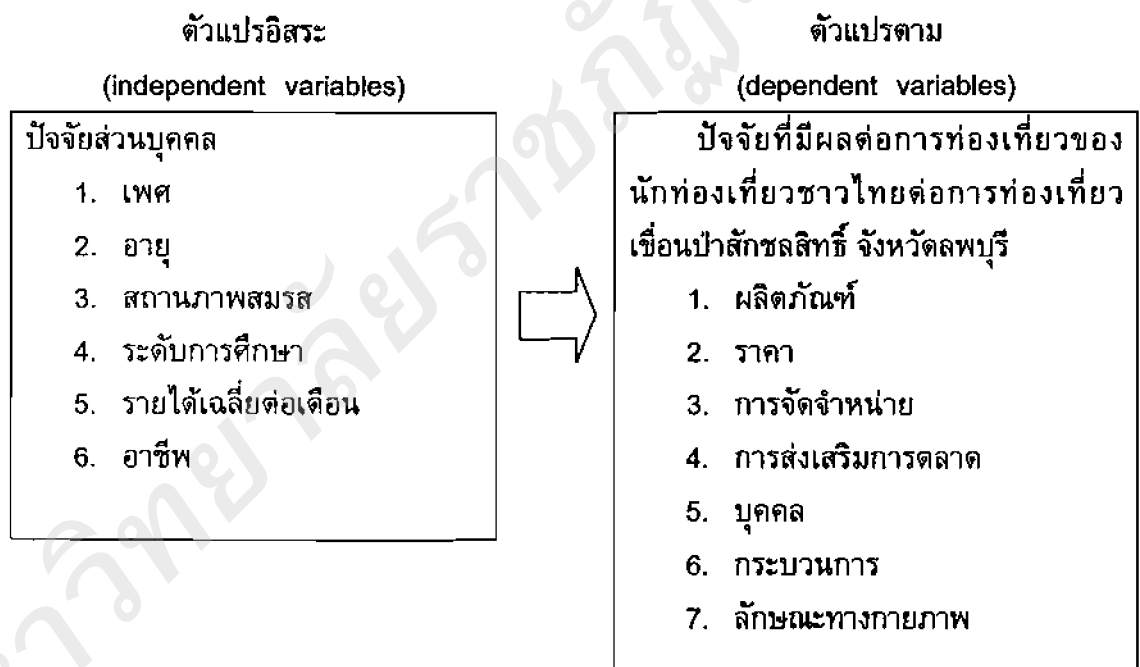 ตัวแปรอิสระ
(independent variables)
ปัจจัยส่วนบุคคล
1. เพศ
2. อายุ
3. สถานภาพสมรส
4. ระดับการศึกษา
5. รายได้เฉลี่ยต่อเดือน
6. อาชีพ
ตัวแปรตาม
(dependent variables)
ปัจจัยที่มีผลต่อการท่องเที่ยวของ
นักท่องเที่ยวชาวไทยต่อการท่องเที่ยว
เขื่อนป่าสักชลสิทธิ์ จังหวัดลพบุรี
1. ผลิตภัณฑ์
2. ราคา
3. การจัดจำหน่าย
4. การส่งเสริมการตลาด
5. บุคคล
6. กระบวนการ
7. ลักษณะทางกายภาพ